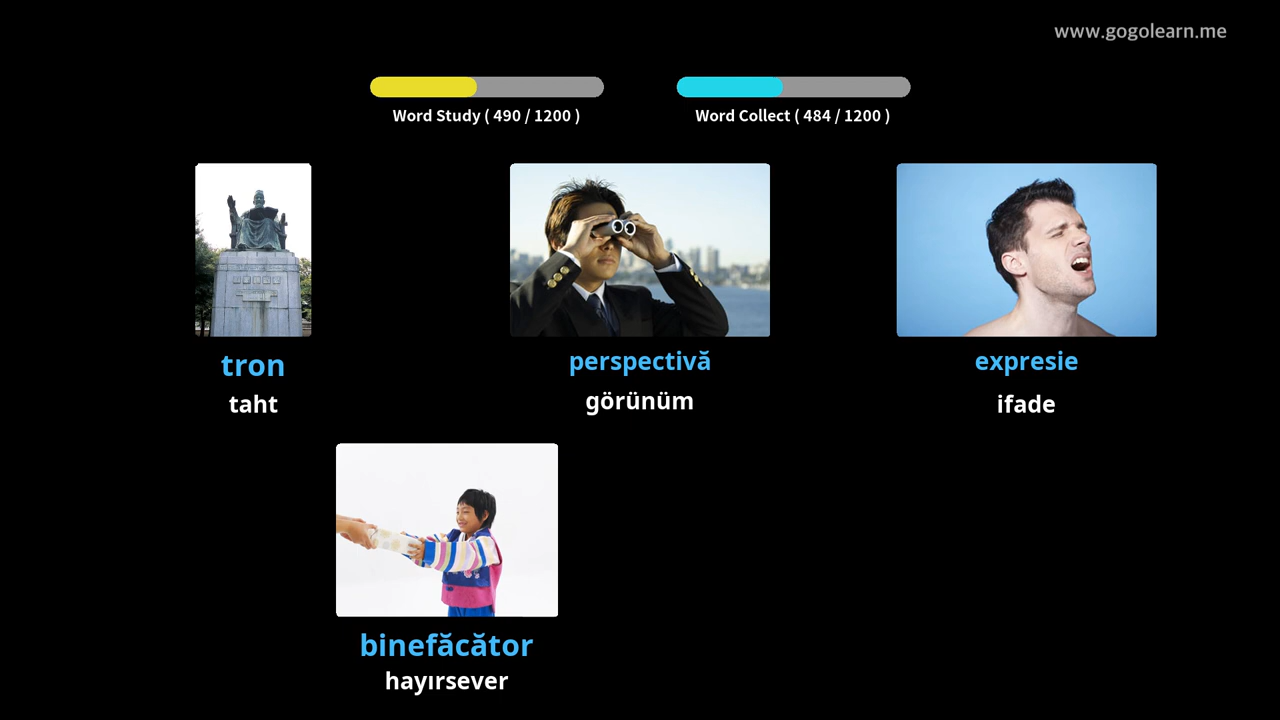 www.gogolearn.me
Word Study ( 490 / 1200 )
Word Collect ( 484 / 1200 )
tron
taht
perspectivă
görünüm
expresie
ifade
binefăcător
hayırsever